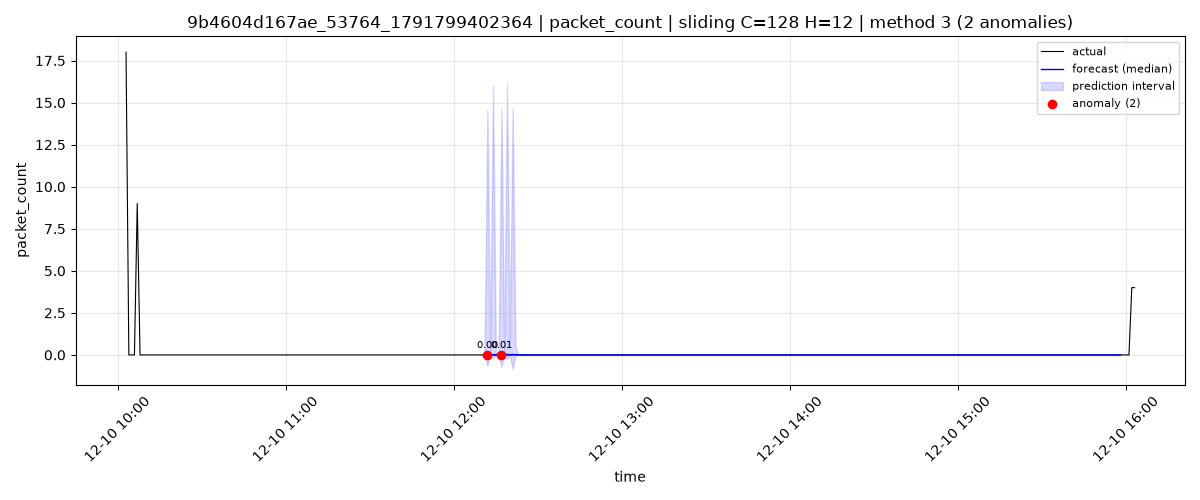 9b4604d167ae_53764_1791799402364 | packet_count | sliding C=128 H=12 | method 3 (2 anomalies)
actual
forecast (median)
prediction interval
anomaly (2)
packet_count
17.5
15.0
12.5
10.0
7.5
5.0
2.5
0.0
0.01
12-10 10:00
12-10 11:00
12-10 12:00
12-10 13:00
12-10 14:00
12-10 15:00
12-10 16:00
time